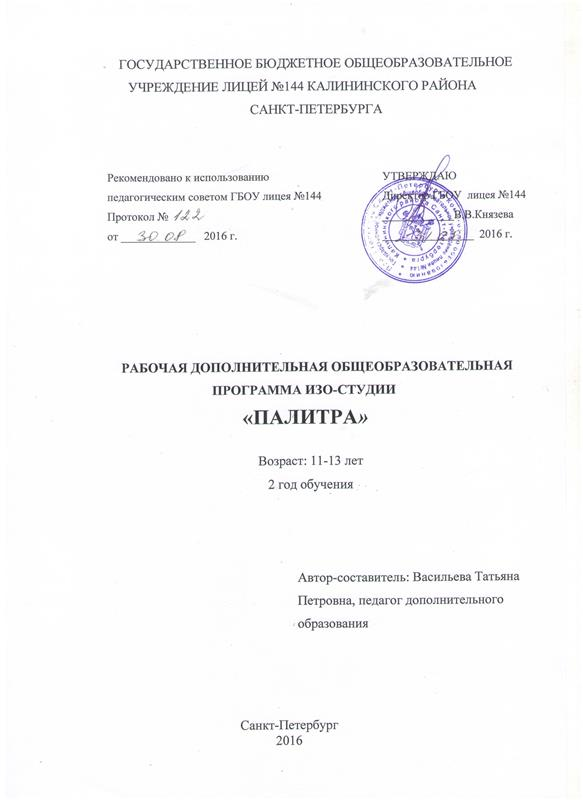 ГОСУДАРСТВЕННОЕ БЮДЖЕТНОЕ ОБЩЕОБРАЗОВАТЕЛЬНОЕ
УЧРЕЖДЕНИЕ ЛИЦЕЙ №144 КАЛИНИНСКОГО РАЙОНА
САНКТ-ПЕТЕРБУРГА
Рекомендовано к использованию
педагогическим советом ГБОУ лицея №144
Протокол № 122
от 30 08 2016 г.
УТВЕРЖДАЮ
Директор ГБОУ лицея №144
В.В.Князева
2016 г.
РАБОЧАЯ ДОПОЛНИТЕЛЬНАЯ ОБЩЕОБРАЗОВАТЕЛЬНАЯ
ПРОГРАММА ИЗО-СТУДИИ
«ПАЛИТРА»
Возраст: 11-13 лет
2 год обучения
Автор-составитель: Васильева Татьяна
Петровна, педагог дополнительного
образования
Санкт-Петербург
2016